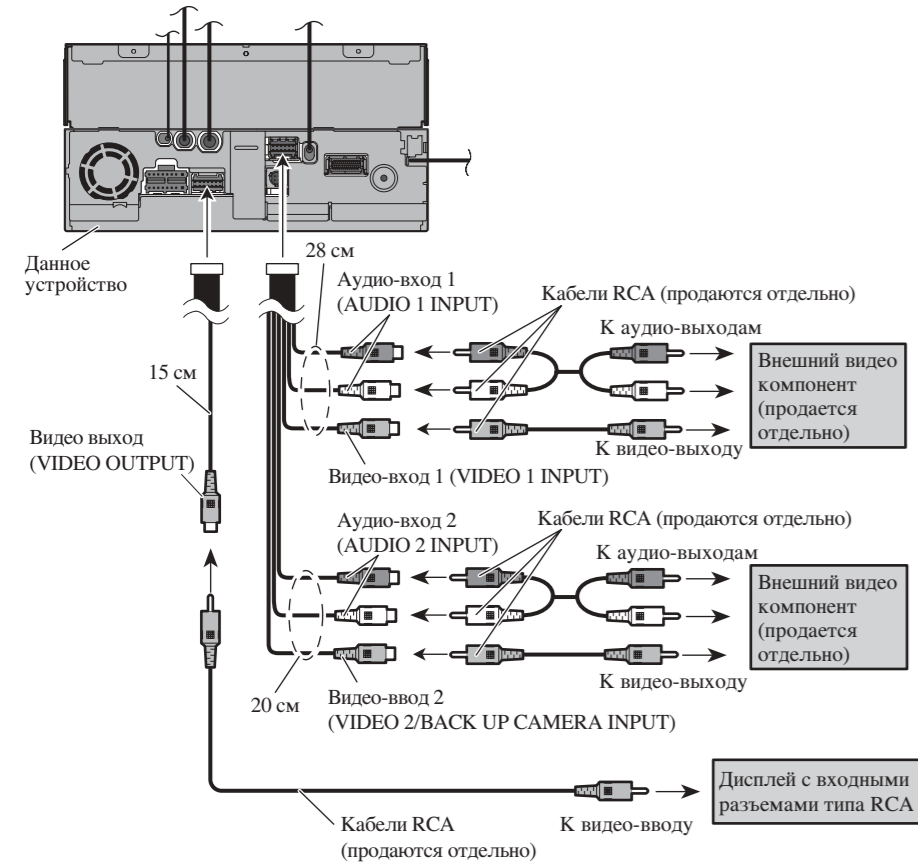 Данное
устройство
28 см
Аудио-вход 1
(AUDIO 1 INPUT)
Кабели RCA (продаются отдельно)
К аудио-выходам
Внешний видео
компонент
(продается
отдельно)
15 см
Видео выход
(VIDEO OUTPUT)
К видео-выходу
Видео-вход 1 (VIDEO 1 INPUT)
Аудио-вход 2
(AUDIO 2 INPUT)
Кабели RCA (продаются отдельно)
К аудио-выходам
Внешний видео
компонент
(продается
отдельно)
20 см
Видео-ввод 2
(VIDEO 2/BACK UP CAMERA INPUT)
К видео-выходу
Дисплей с входными
разъемами типа RCA
Кабели RCA
(продаются отдельно)
К видео-вводу